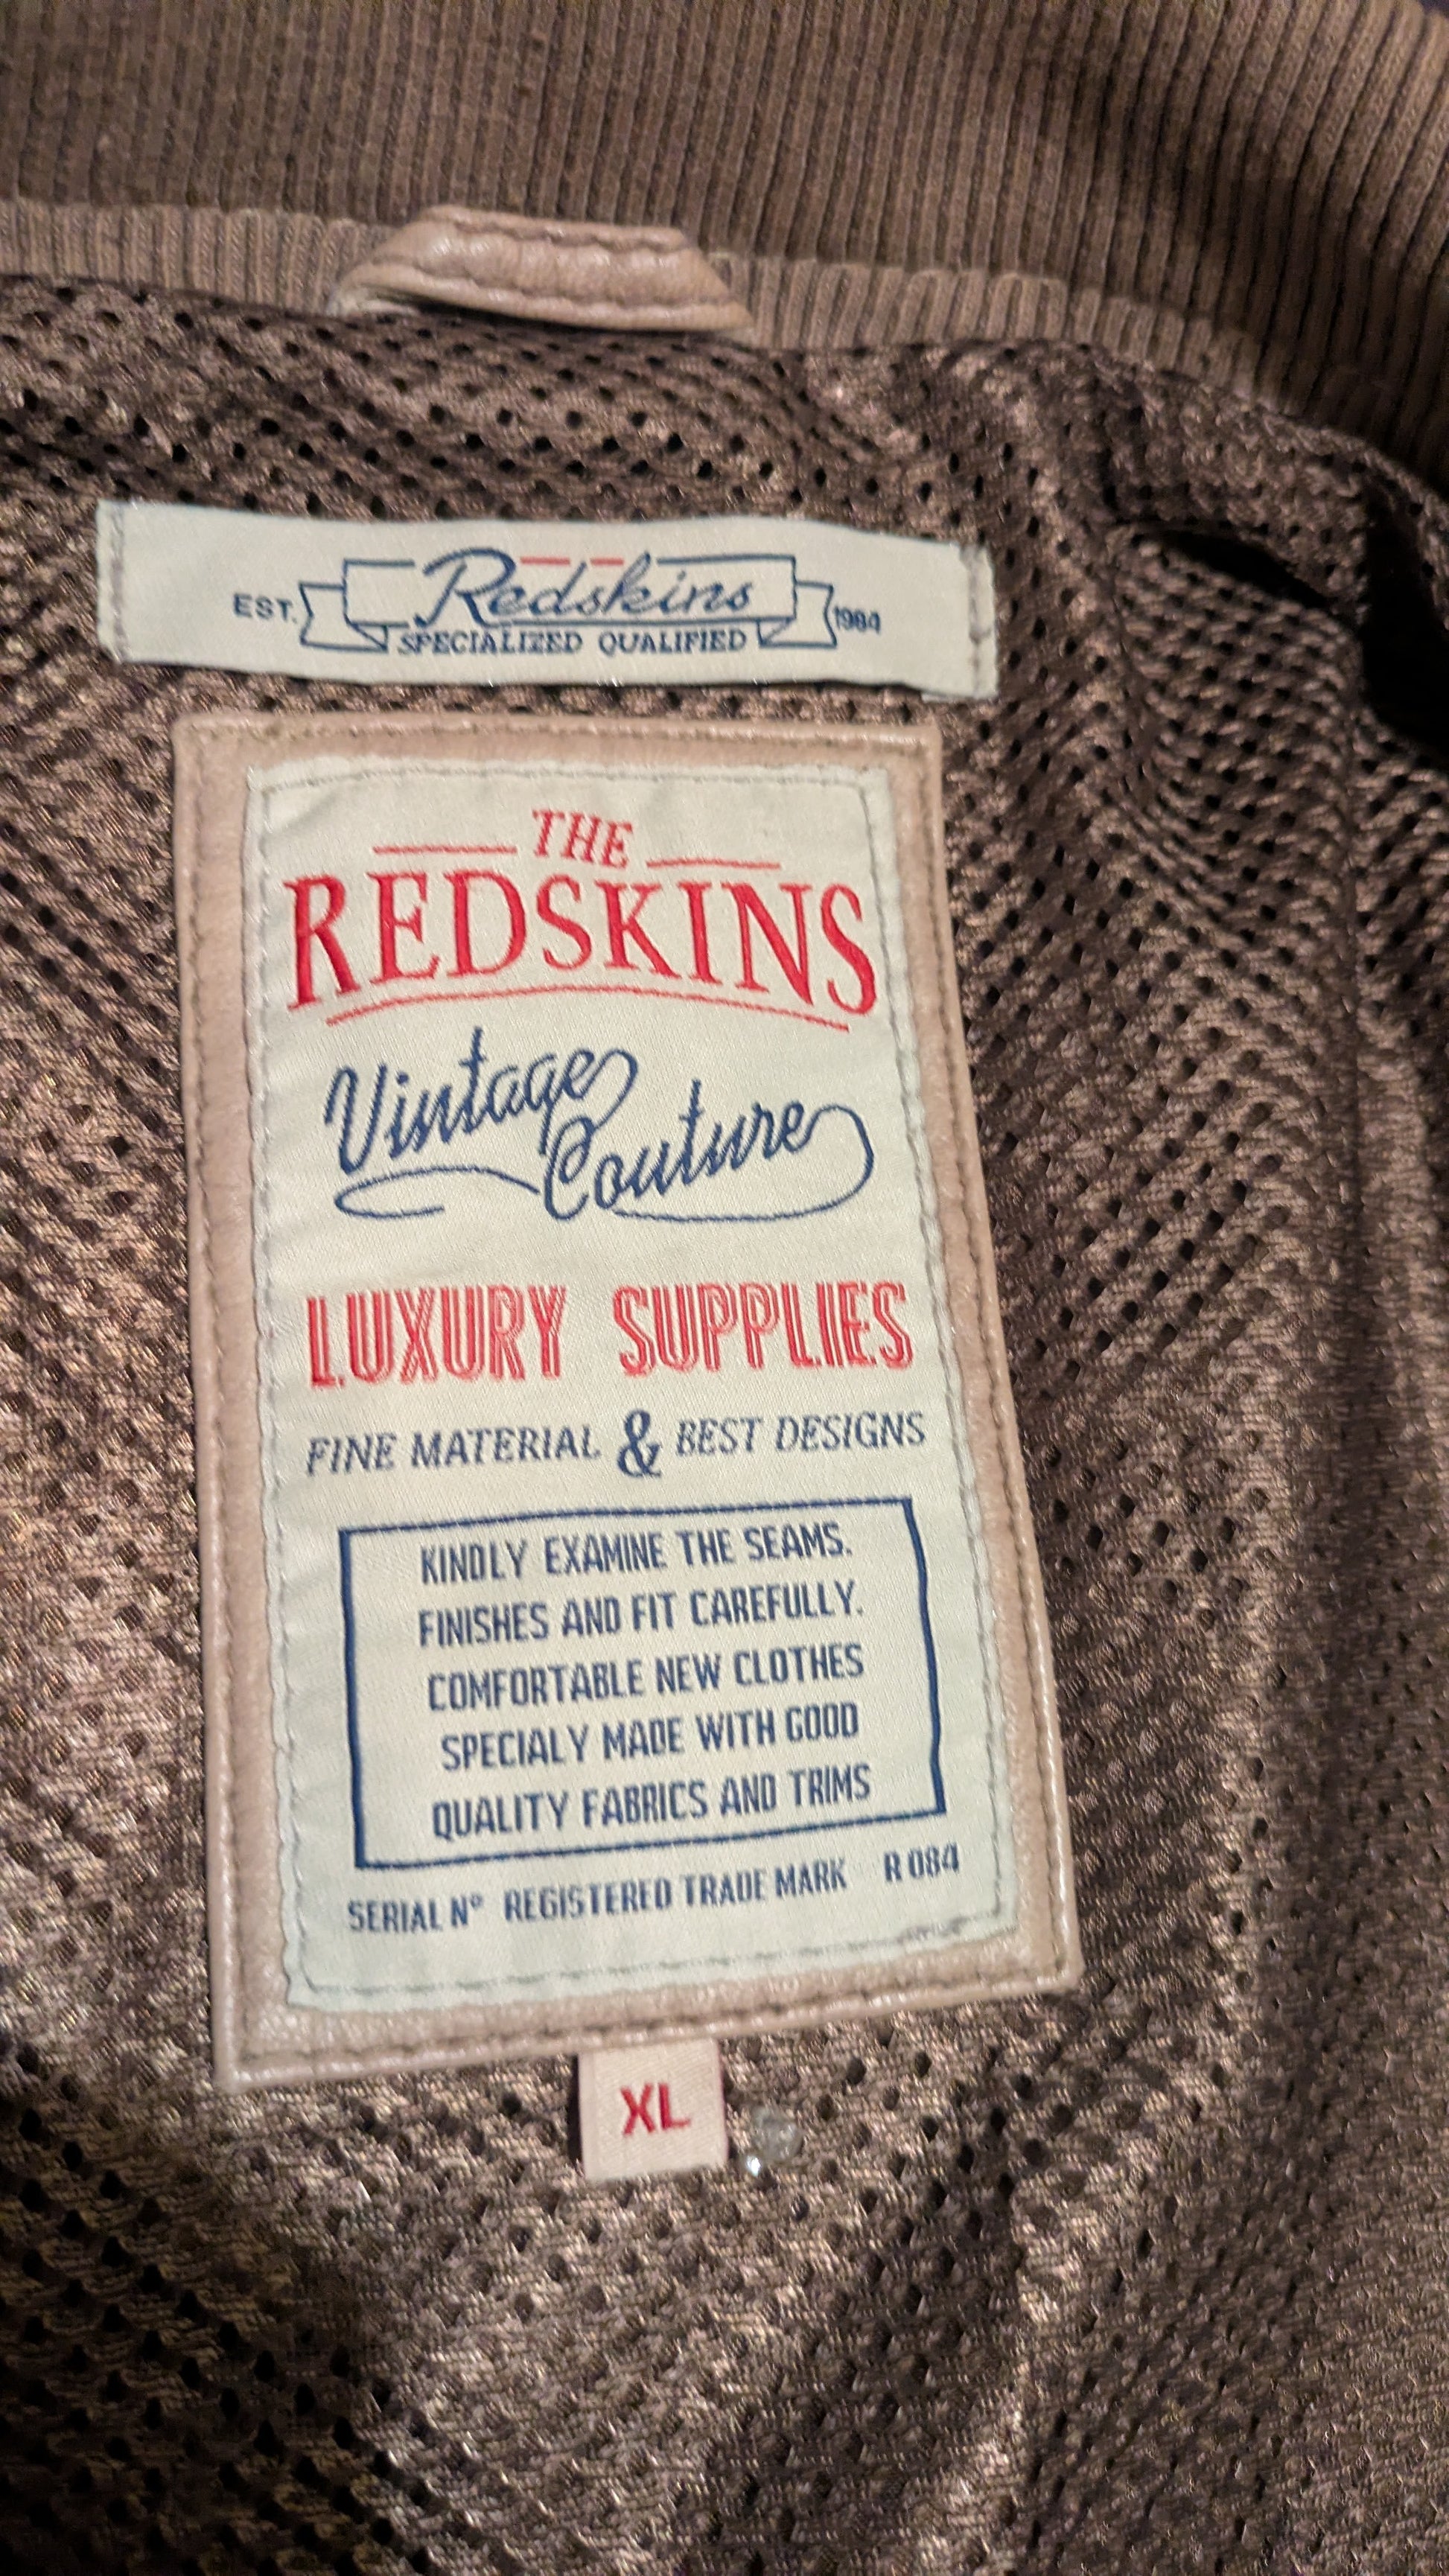 EST. Redskins 1984
SPECIALIZED QUALIFIED
THE
REDSKINS
Vintage
Couture
LUXURY SUPPLIES
FINE MATERIAL & BEST DESIGNS
KINDLY EXAMINE THE SEAMS.
FINISHES AND FIT CAREFULLY.
COMFORTABLE NEW CLOTHES
SPECIALY MADE WITH GOOD
QUALITY FABRICS AND TRIMS
SERIAL N° REGISTERED TRADE MARK R 084
XL